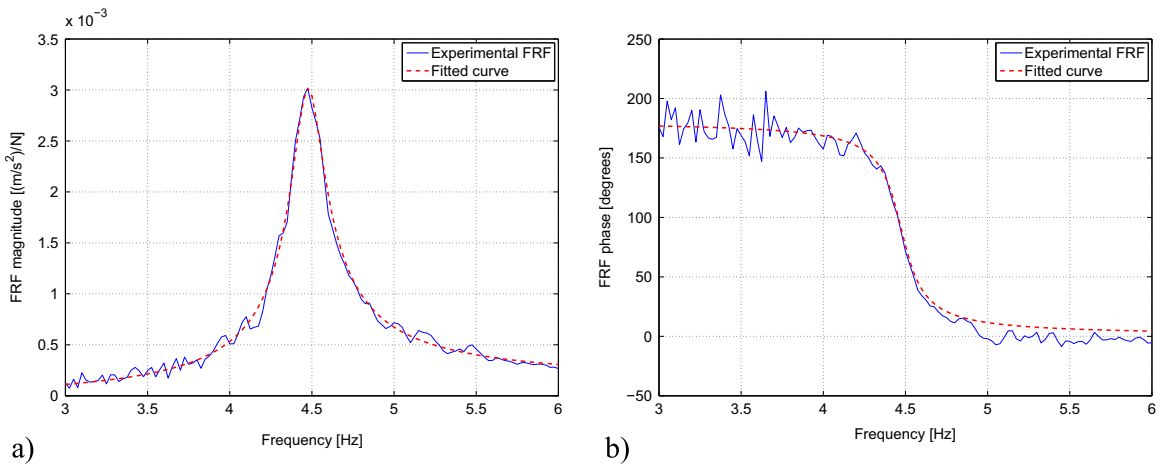 x 10⁻³
3.5
3
2.5
2
1.5
1
0.5
0
3 3.5 4 4.5 5 5.5 6
FRF magnitude [(m/s²)/N]
Frequency [Hz]
Experimental FRF
Fitted curve
a)
250
200
150
100
50
0
−50
3 3.5 4 4.5 5 5.5 6
FRF phase [degrees]
Frequency [Hz]
Experimental FRF
Fitted curve
b)